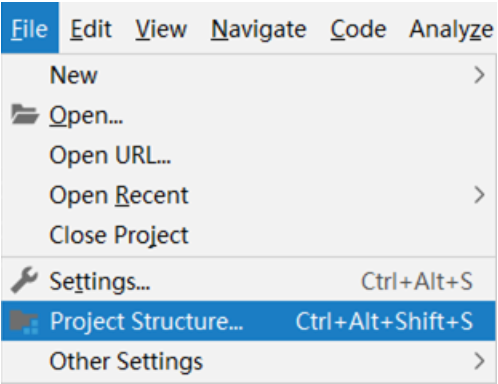 File Edit View Navigate Code Analyze
New
Open...
Open URL...
Open Recent
Close Project
Settings... Ctrl+Alt+S
Project Structure... Ctrl+Alt+Shift+S
Other Settings